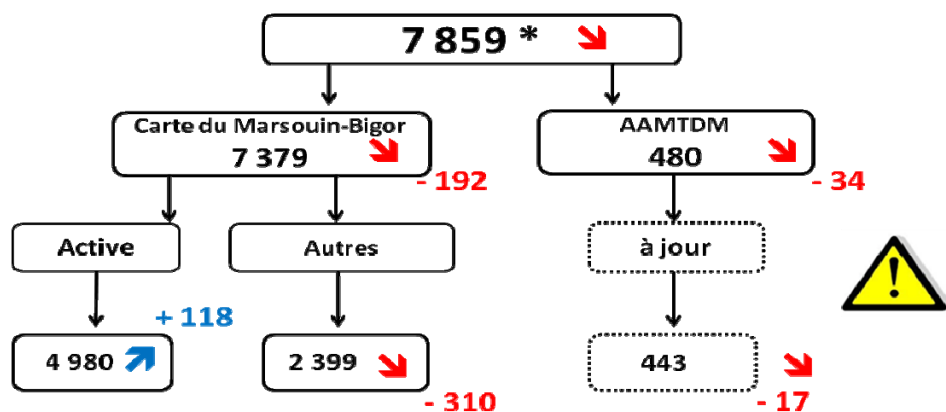 7 859 *
Carte du Marsouin-Bigor
7 379
- 192
AAMTDM
480
- 34
Active
Autres
à jour
!
+ 118
4 980
2 399
- 310
443
- 17